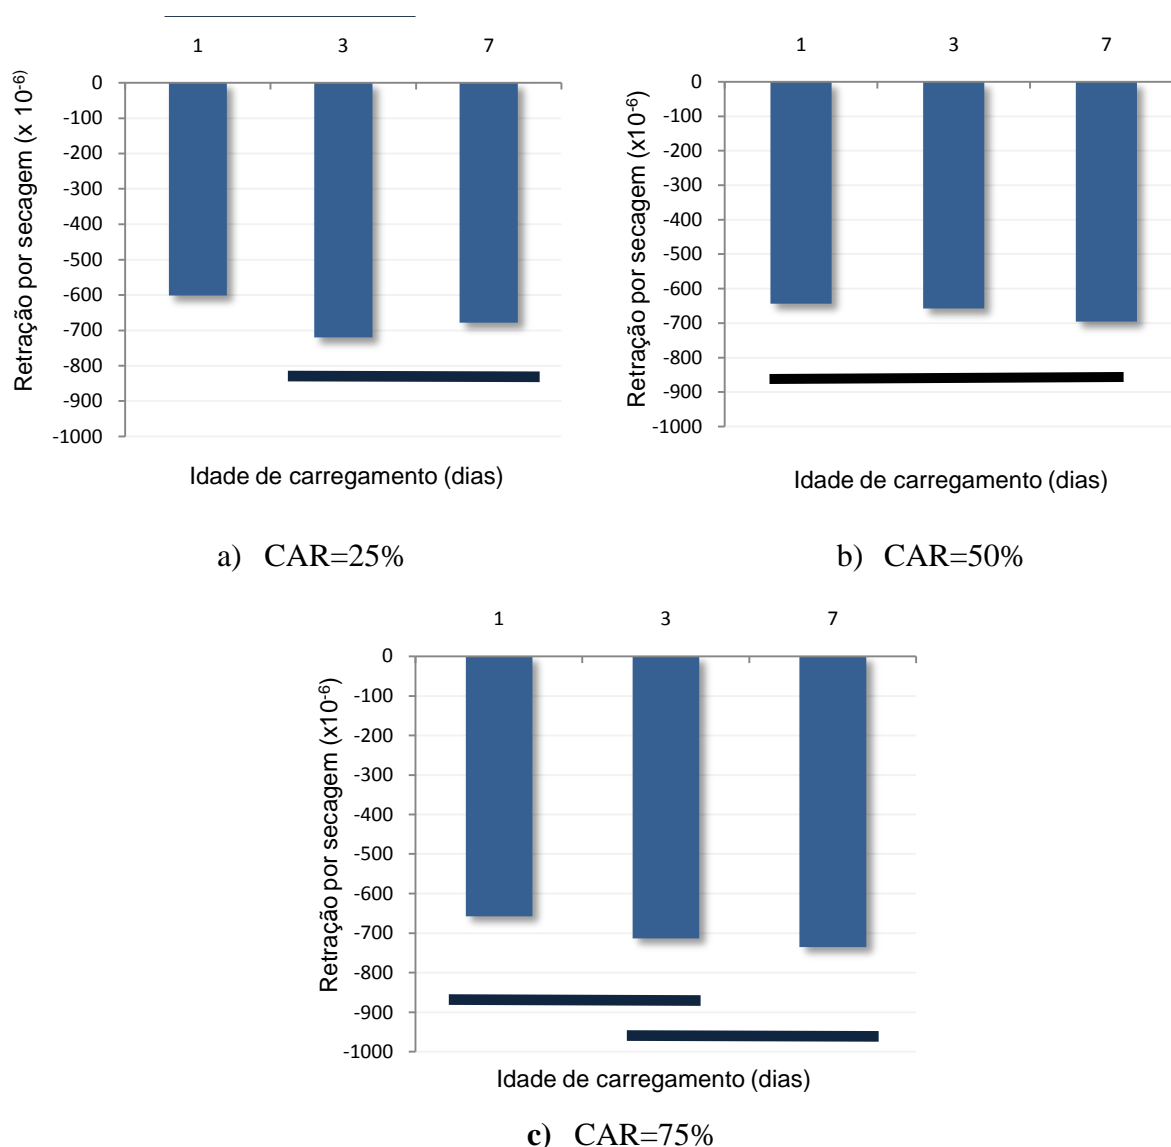 1 3 7
0
-100
-200
-300
-400
-500
-600
-700
-800
-900
-1000
Retração por secagem (x 10⁻⁶)
Idade de carregamento (dias)
a) CAR=25%
1 3 7
0
-100
-200
-300
-400
-500
-600
-700
-800
-900
-1000
Retração por secagem (x10⁻⁶)
Idade de carregamento (dias)
b) CAR=50%
1 3 7
0
-100
-200
-300
-400
-500
-600
-700
-800
-900
-1000
Retração por secagem (x10⁻⁶)
Idade de carregamento (dias)
c) CAR=75%